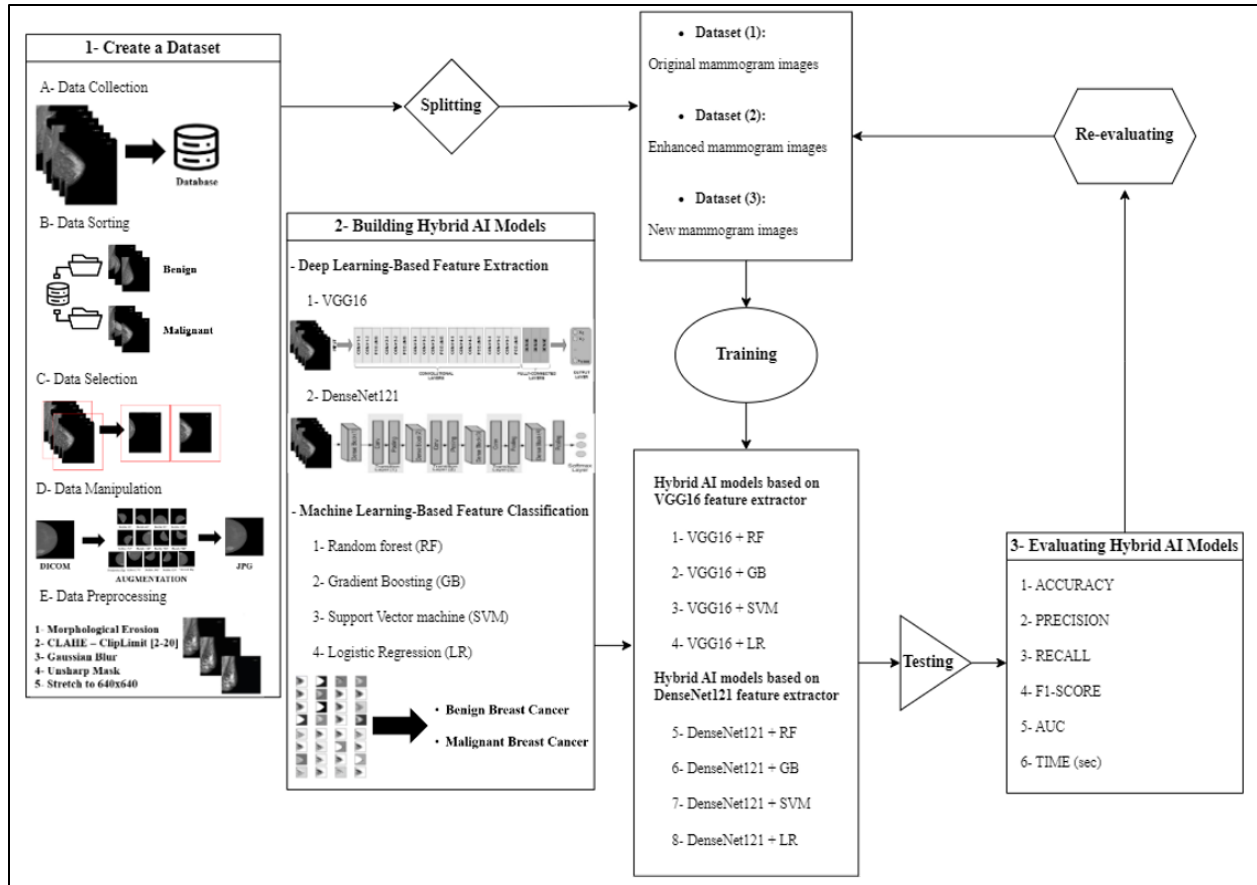 1- Create a Dataset
A- Data Collection
Database
B- Data Sorting
Benign
Malignant
C- Data Selection
D- Data Manipulation
DICOM
AUGMENTATION
JPG
E- Data Preprocessing
1- Morphological Erosion
2- CLAHE – ClipLimit [2-20]
3- Gaussian Blur
4- Unsharp Mask
5- Stretch to 640x640
Splitting
• Dataset (1):
Original mammogram images
• Dataset (2):
Enhanced mammogram images
• Dataset (3):
New mammogram images
Re-evaluating
2- Building Hybrid AI Models
- Deep Learning-Based Feature Extraction
1- VGG16
CONVOLUTIONAL
LAYERS
FULLY-CONNECTED
LAYERS
OUTPUT
LAYER
2- DenseNet121
- Machine Learning-Based Feature Classification
1- Random forest (RF)
2- Gradient Boosting (GB)
3- Support Vector machine (SVM)
4- Logistic Regression (LR)
• Benign Breast Cancer
• Malignant Breast Cancer
Training
Hybrid AI models based on
VGG16 feature extractor
1- VGG16 + RF
2- VGG16 + GB
3- VGG16 + SVM
4- VGG16 + LR
Hybrid AI models based on
DenseNet121 feature extractor
5- DenseNet121 + RF
6- DenseNet121 + GB
7- DenseNet121 + SVM
8- DenseNet121 + LR
Testing
3- Evaluating Hybrid AI Models
1- ACCURACY
2- PRECISION
3- RECALL
4- F1-SCORE
5- AUC
6- TIME (sec)